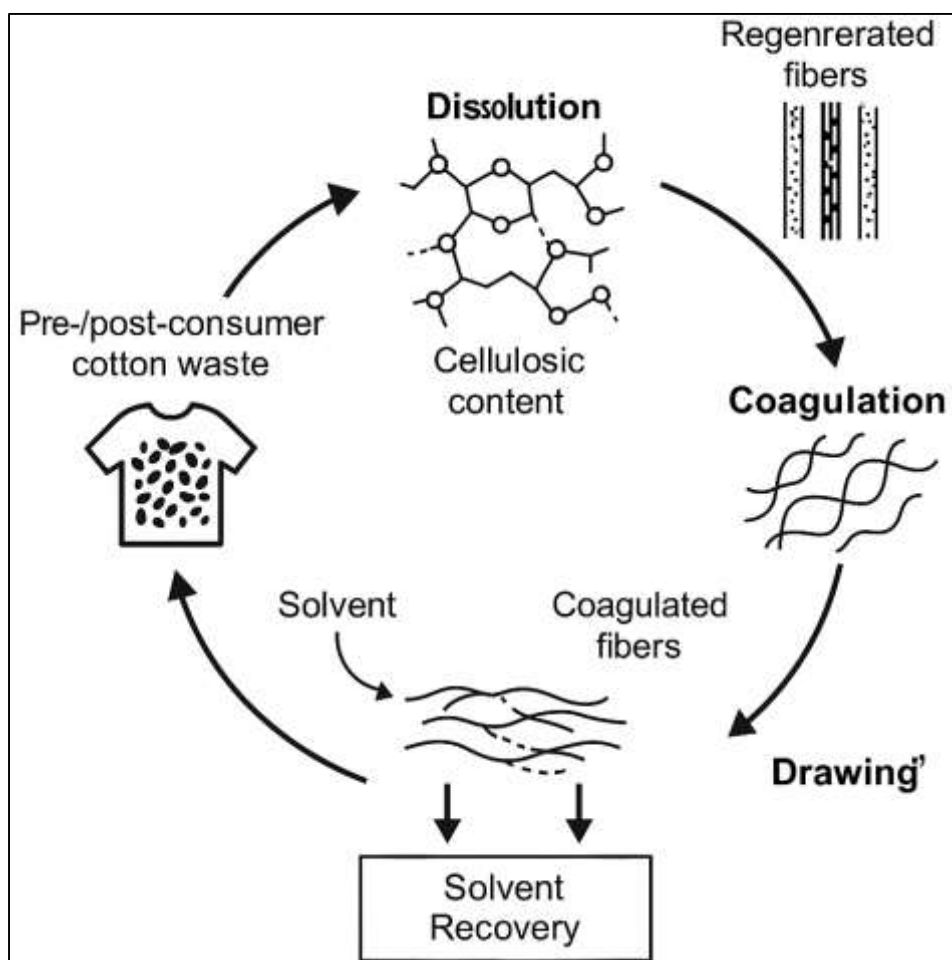 Regenrerated
fibers
Dissolution
Cellulosic
content
Pre-/post-consumer
cotton waste
Coagulation
Solvent
Coagulated
fibers
Drawing’
Solvent
Recovery